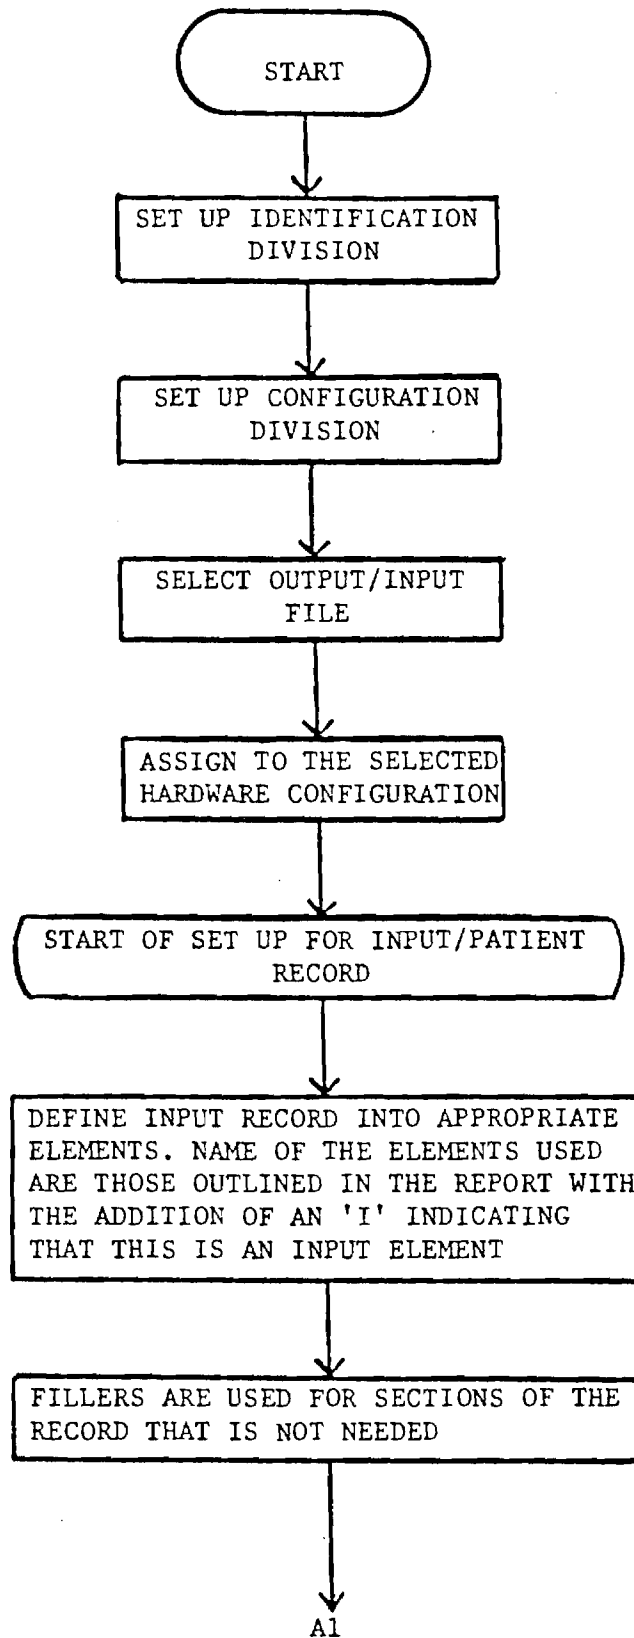 START
SET UP IDENTIFICATION
DIVISION
SET UP CONFIGURATION
DIVISION
SELECT OUTPUT/INPUT
FILE
ASSIGN TO THE SELECTED
HARDWARE CONFIGURATION
START OF SET UP FOR INPUT/PATIENT
RECORD
DEFINE INPUT RECORD INTO APPROPRIATE
ELEMENTS. NAME OF THE ELEMENTS USED
ARE THOSE OUTLINED IN THE REPORT WITH
THE ADDITION OF AN 'I' INDICATING
THAT THIS IS AN INPUT ELEMENT
FILLERS ARE USED FOR SECTIONS OF THE
RECORD THAT IS NOT NEEDED
A1